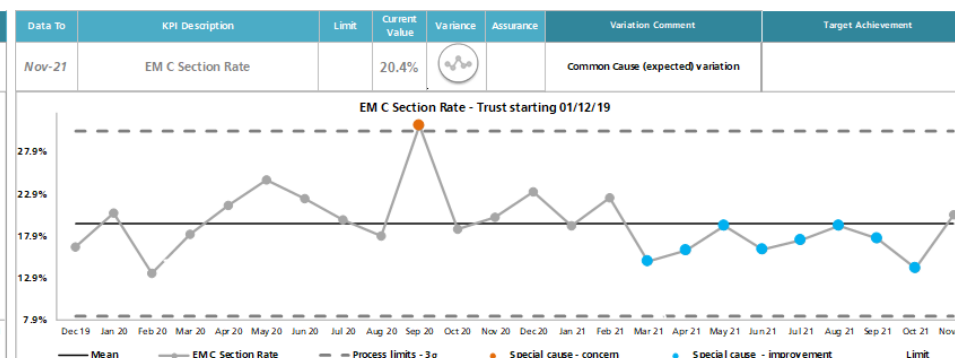 Data To KPI Description Limit Current Value Variance Assurance Variation Comment Target Achievement
Nov-21 EM C Section Rate 20.4% Common Cause (expected) variation
EM C Section Rate - Trust starting 01/12/19
27.9%
22.9%
17.9%
12.9%
7.9%
Dec 19 Jan 20 Feb 20 Mar 20 Apr 20 May 20 Jun 20 Jul 20 Aug 20 Sep 20 Oct 20 Nov 20 Dec 20 Jan 21 Feb 21 Mar 21 Apr 21 May 21 Jun 21 Jul 21 Aug 21 Sep 21 Oct 21 Nov
Mean EM C Section Rate Process limits - 3σ Special cause - concern Special cause - improvement Limit